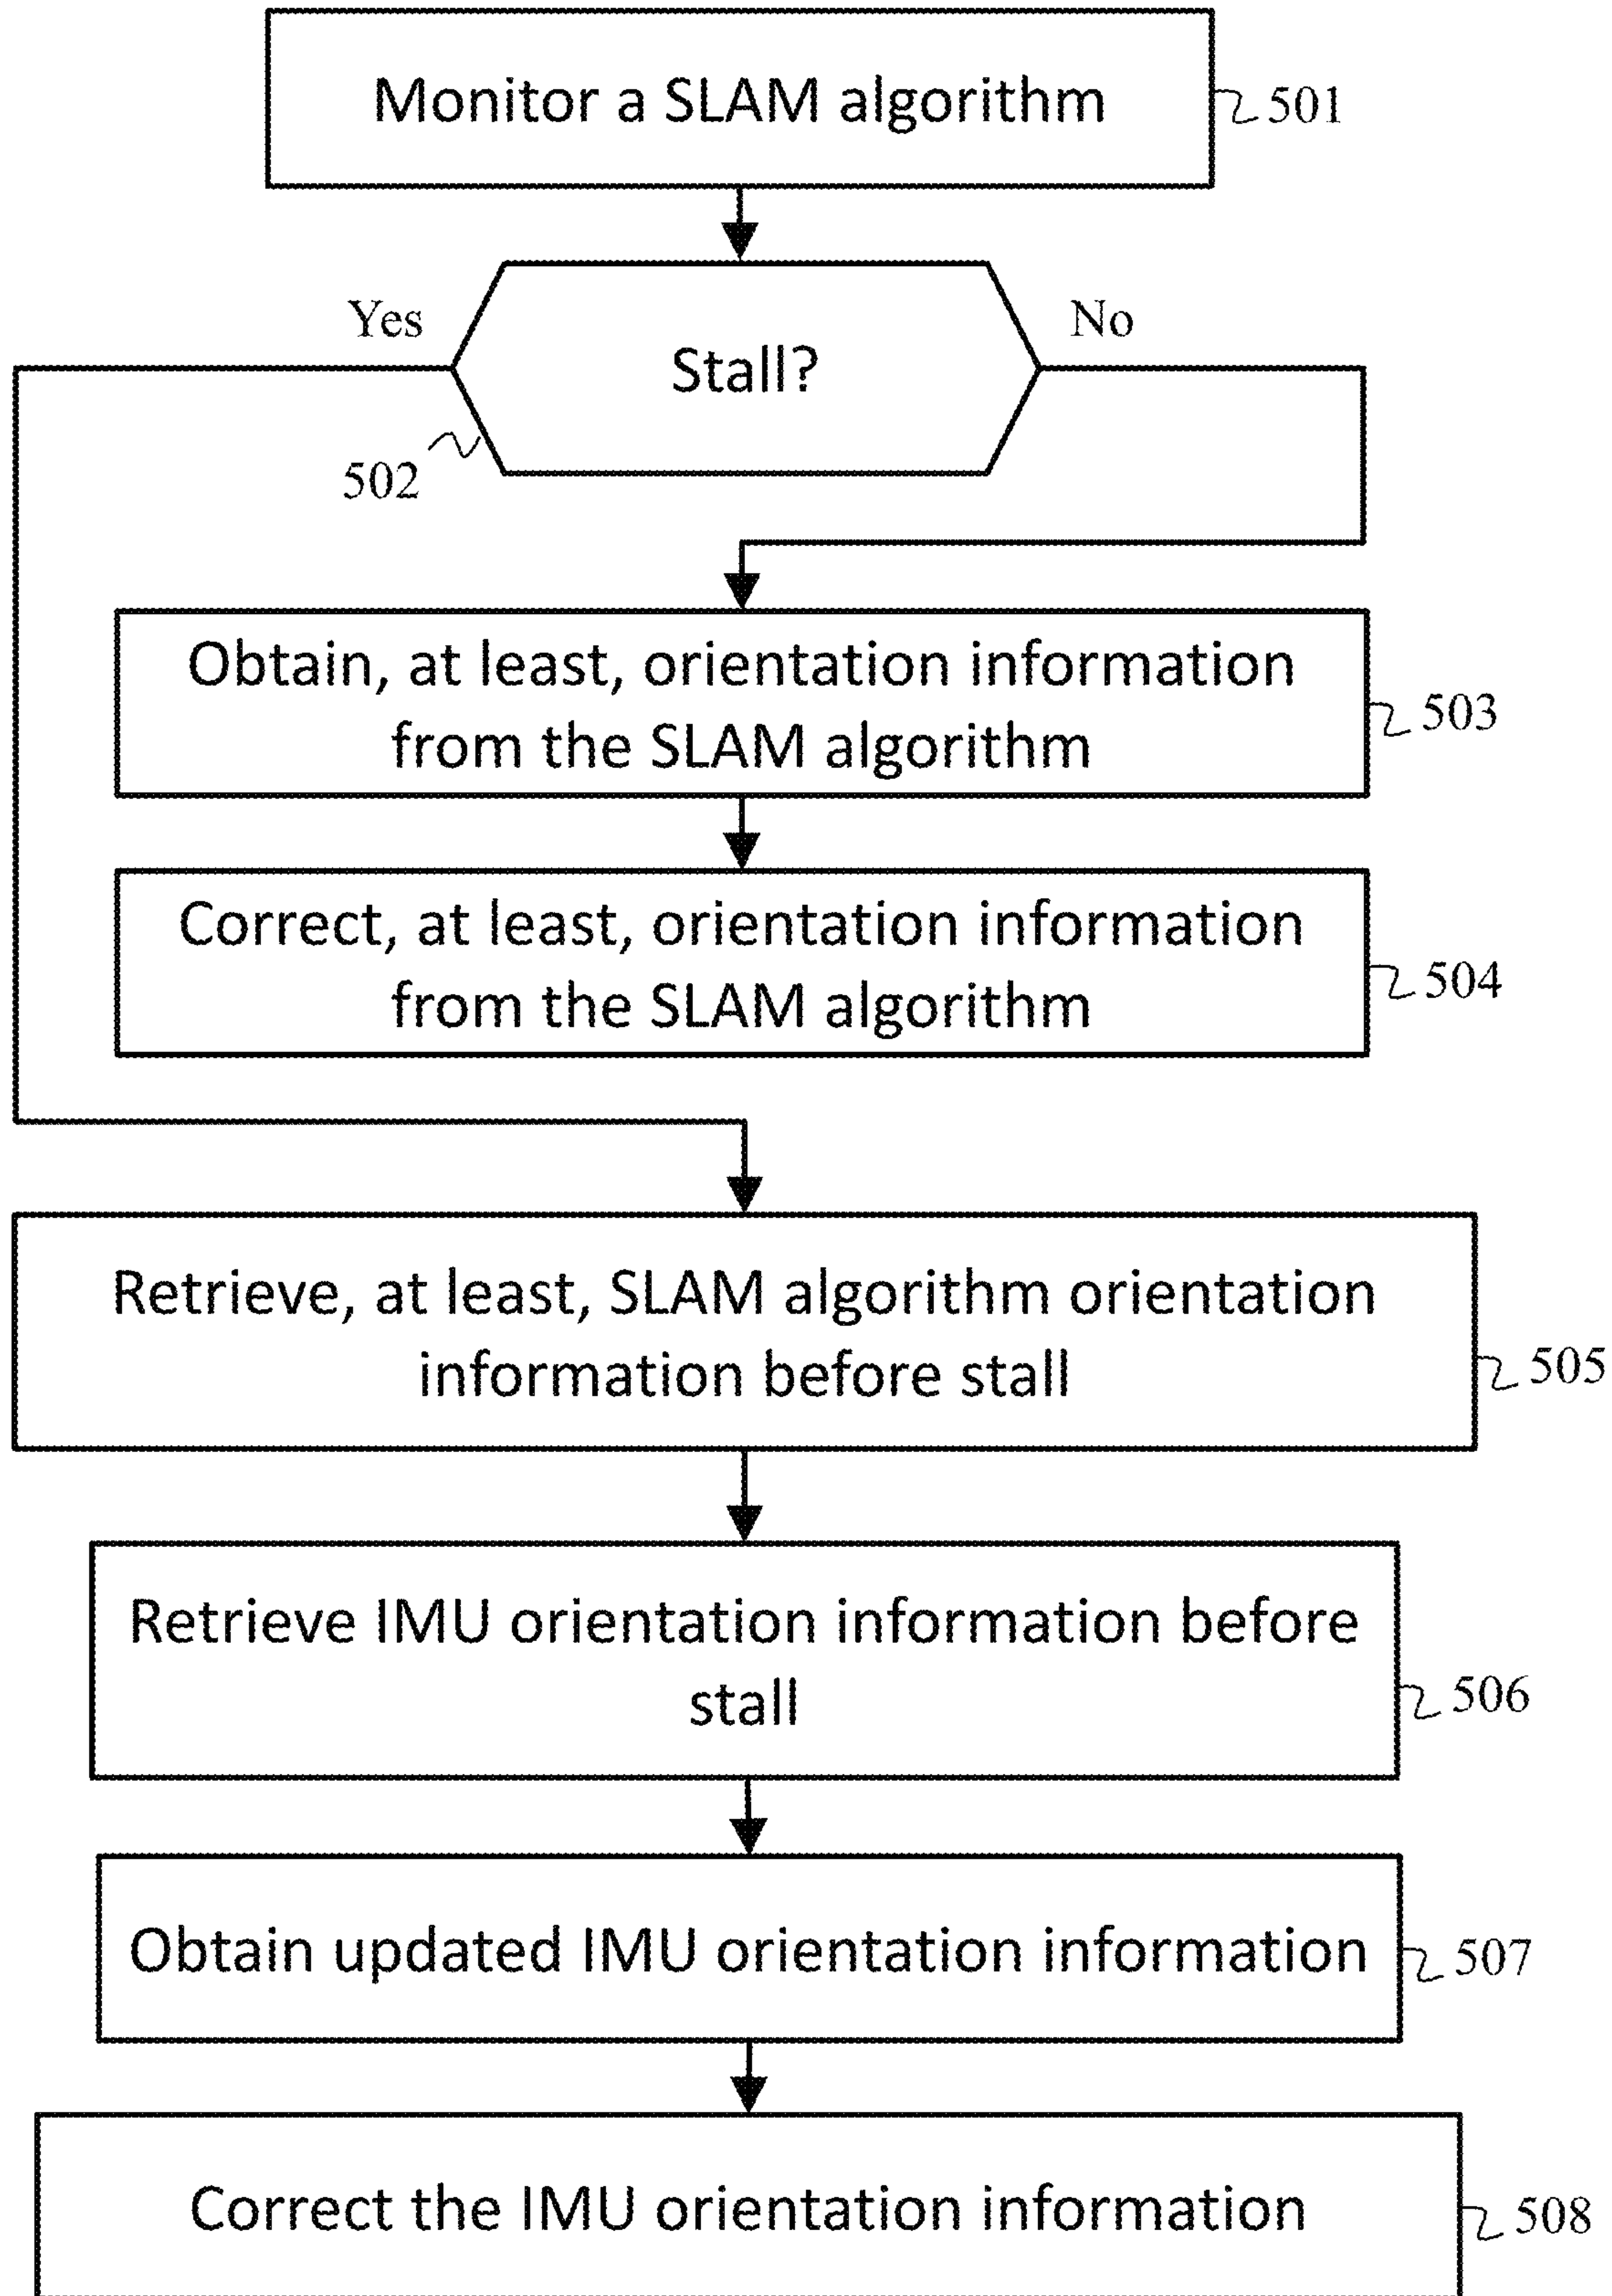 Monitor a SLAM algorithm
501
Yes
No
Stall?
502
Obtain, at least, orientation information
from the SLAM algorithm
503
Correct, at least, orientation information
from the SLAM algorithm
504
Retrieve, at least, SLAM algorithm orientation
information before stall
505
Retrieve IMU orientation information before
stall
506
Obtain updated IMU orientation information
507
Correct the IMU orientation information
508